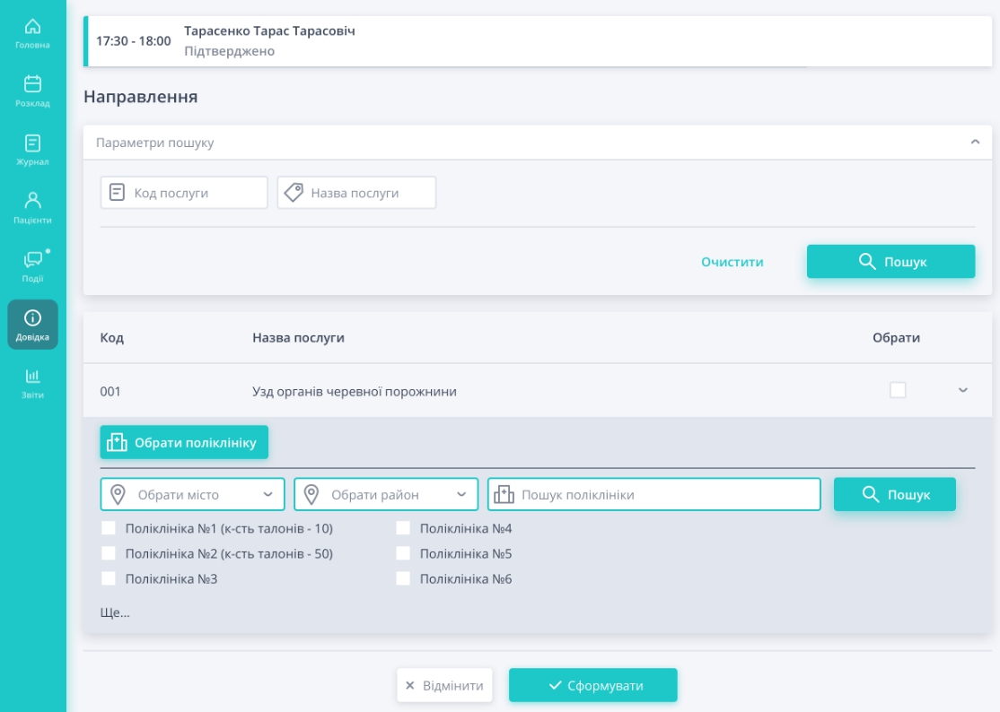 Головна
Розклад
Журнал
Пацієнти
Події
Довідка
Звіти
17:30 - 18:00
Тарасенко Тарас Тарасовіч
Підтверджено
Направлення
Параметри пошуку
Код послуги
Назва послуги
Очистити
Пошук
Код Назва послуги Обрати
001 Узд органів черевної порожнини
Обрати поліклініку
Обрати місто
Обрати район
Пошук поліклініки
Пошук
Поліклініка №1 (к-сть талонів - 10)
Поліклініка №2 (к-сть талонів - 50)
Поліклініка №3
Поліклініка №4
Поліклініка №5
Поліклініка №6
Ще...
Відмінити
Сформувати